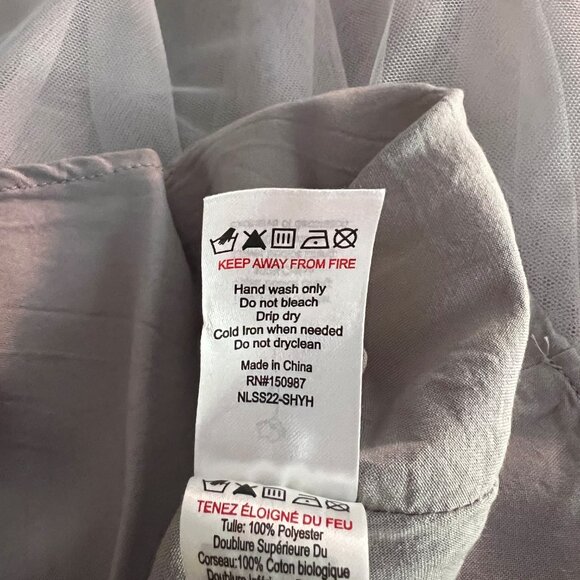 KEEP AWAY FROM FIRE
Hand wash only
Do not bleach
Drip dry
Cold Iron when needed
Do not dryclean
Made in China
RN#150987
NLSS22-SHYH
TENEZ ÉLOIGNÉ DU FEU
Tulle: 100% Polyester
Doublure Supérieure Du
Corseau:100% Coton biologique
Doublure